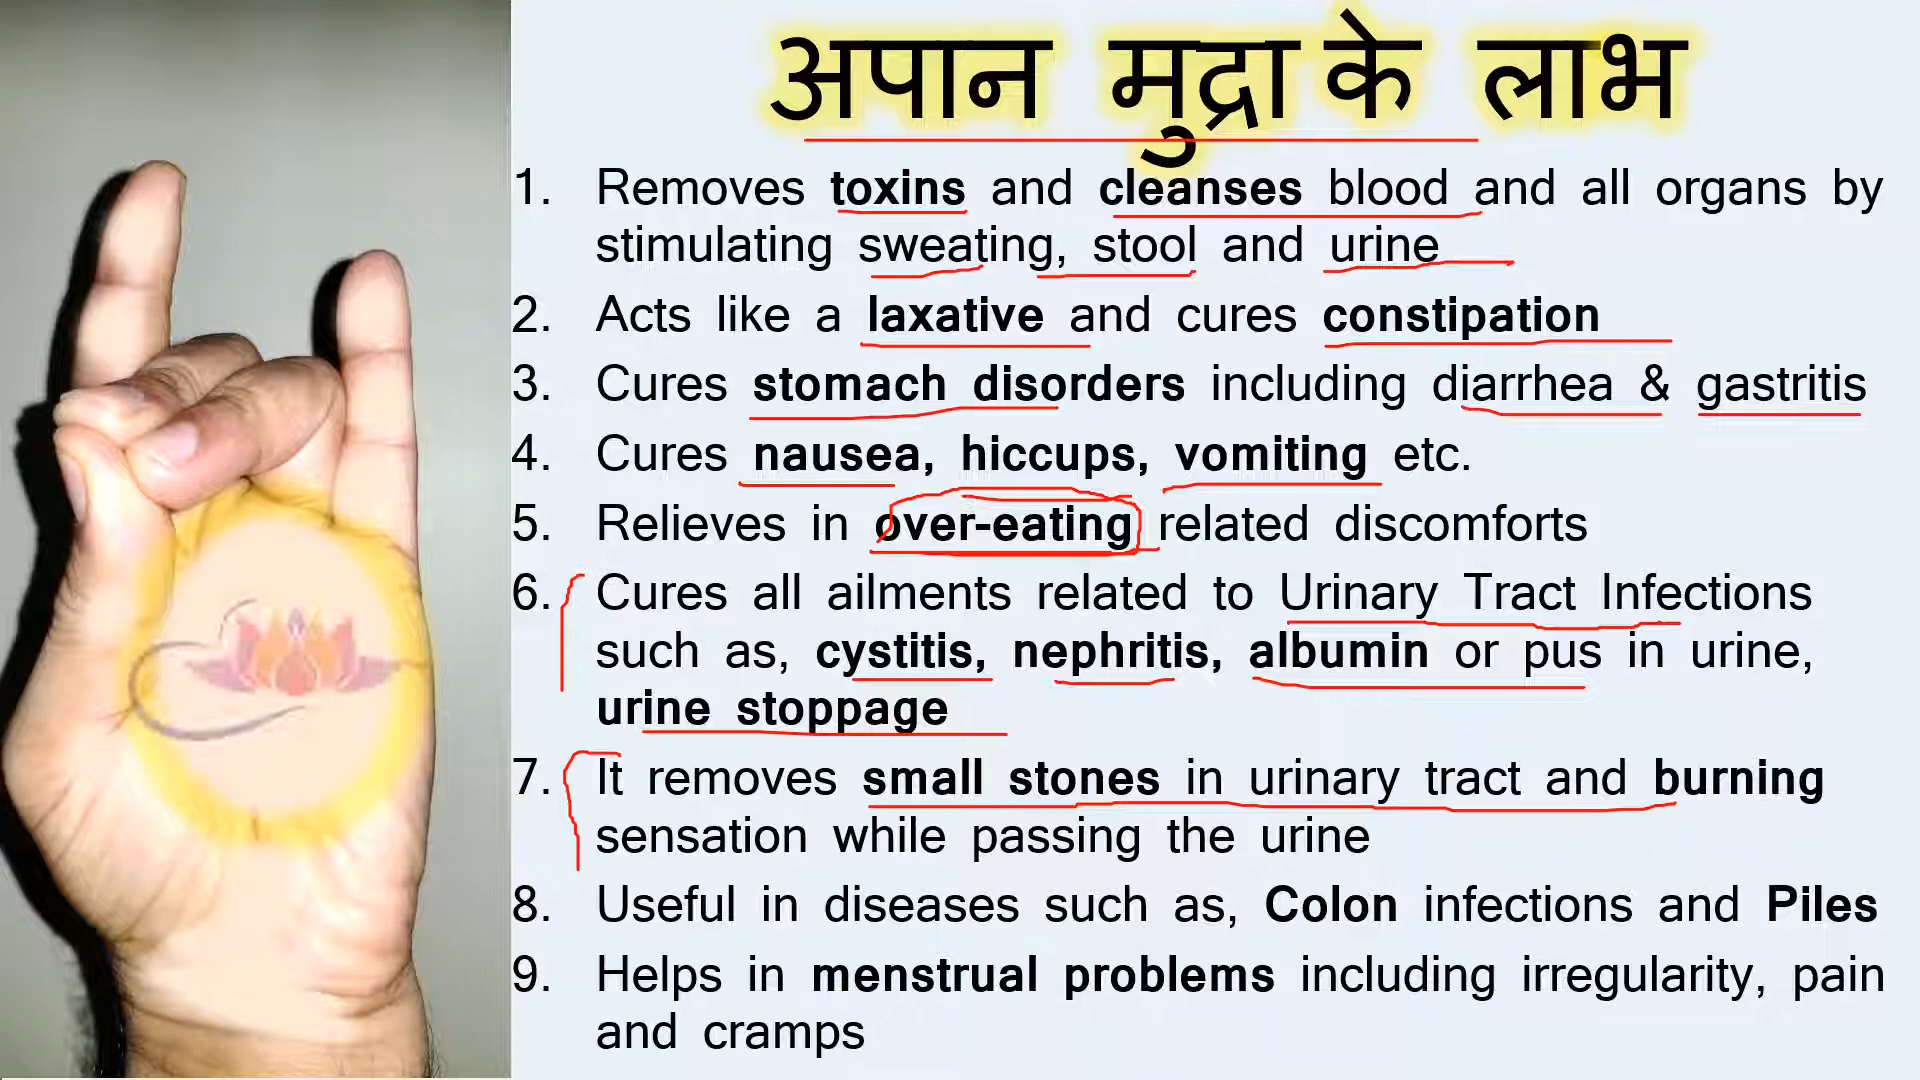 अपान मुद्रा के लाभ
1. Removes toxins and cleanses blood and all organs by
stimulating sweating, stool and urine
2. Acts like a laxative and cures constipation
3. Cures stomach disorders including diarrhea & gastritis
4. Cures nausea, hiccups, vomiting etc.
5. Relieves in over-eating related discomforts
6. Cures all ailments related to Urinary Tract Infections
such as, cystitis, nephritis, albumin or pus in urine,
urine stoppage
7. It removes small stones in urinary tract and burning
sensation while passing the urine
8. Useful in diseases such as, Colon infections and Piles
9. Helps in menstrual problems including irregularity, pain
and cramps